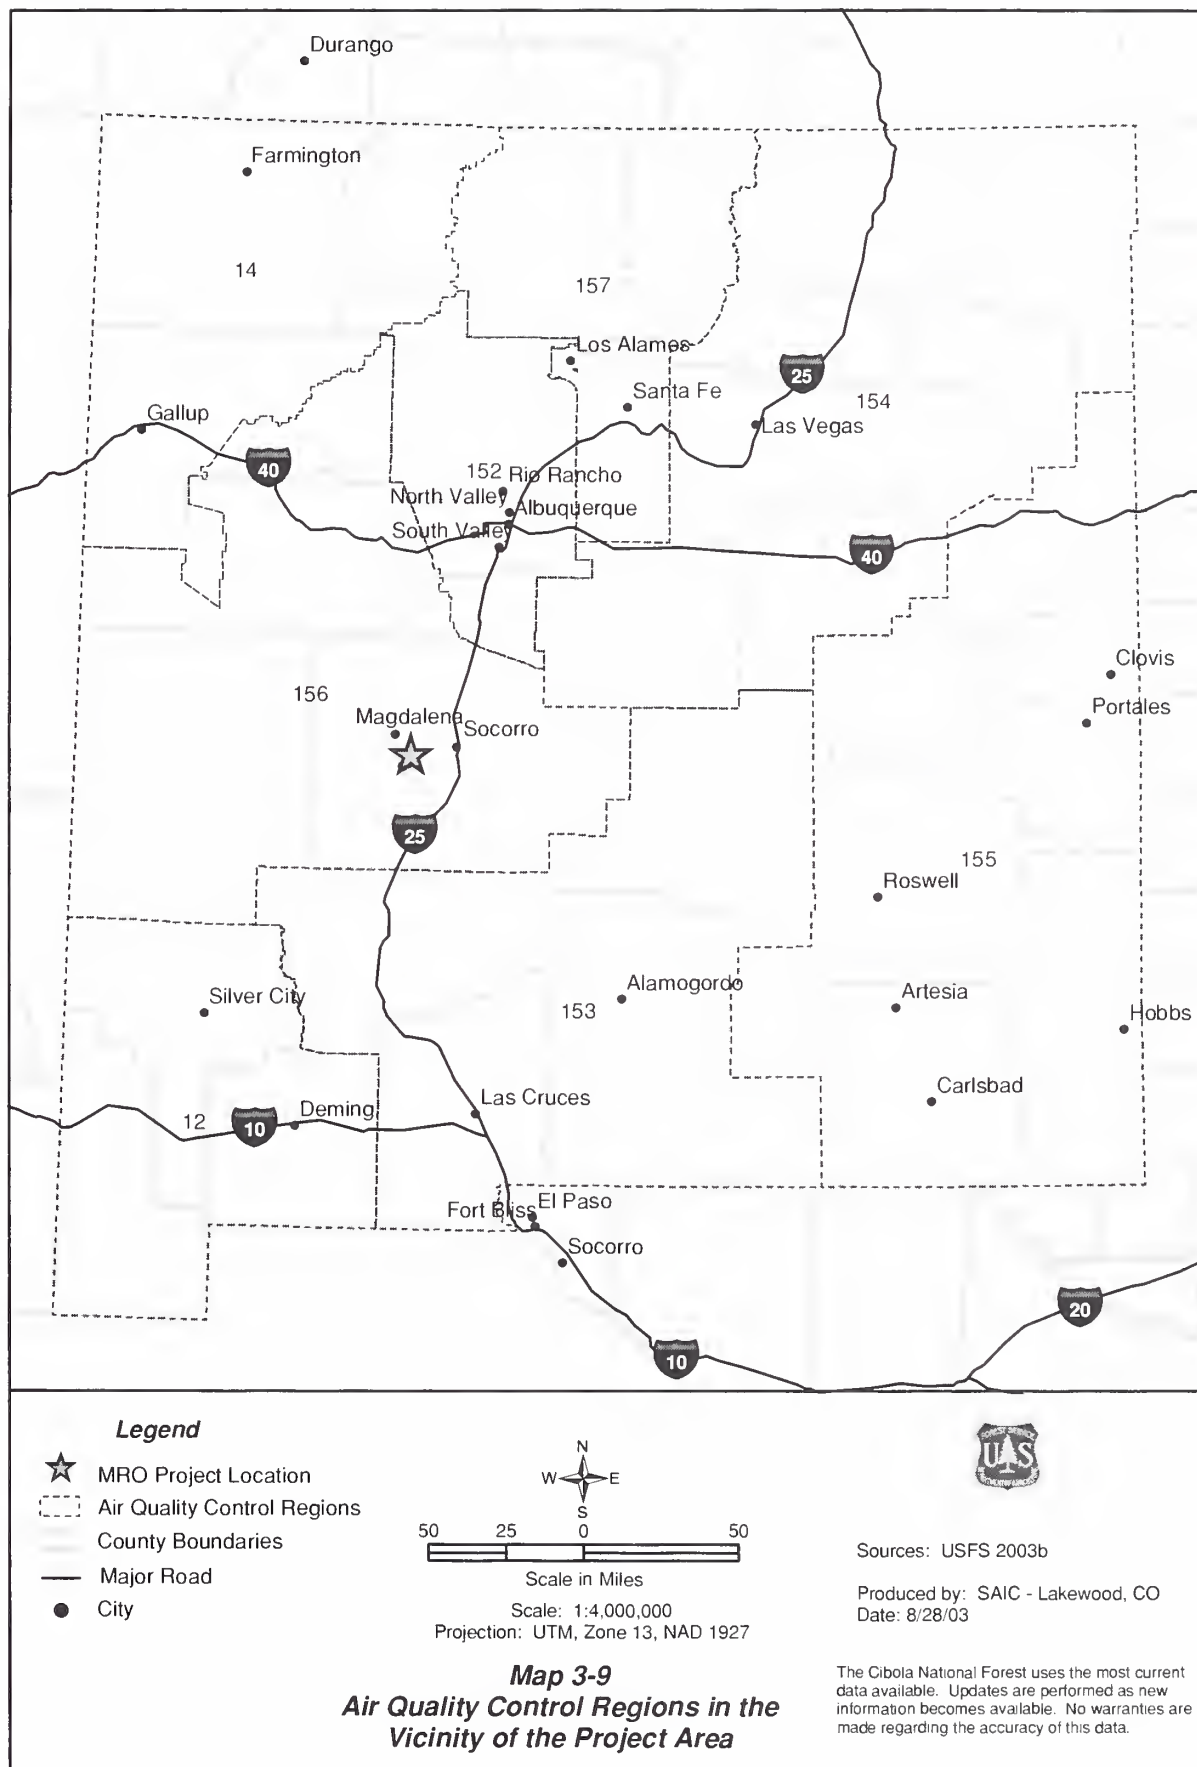 Durango
Farmington
14
157
Los Alamos
25
Santa Fe
154
Gallup
Las Vegas
40
152
Rio Rancho
North Valley
Albuquerque
South Valley
40
Clovis
156
Portales
Magdalena
Socorro
25
155
Roswell
Silver City
153
Alamogordo
Artesia
Hobbs
Carlsbad
Las Cruces
12
10
Deming
El Paso
Fort Bliss
Socorro
20
10
Legend
MRO Project Location
Air Quality Control Regions
County Boundaries
Major Road
City
N
W E
S
50 25 0 50
Scale in Miles
Scale: 1:4,000,000
Projection: UTM, Zone 13, NAD 1927
Map 3-9
Air Quality Control Regions in the
Vicinity of the Project Area
FOREST SERVICE
U S
Sources: USFS 2003b
Produced by: SAIC - Lakewood, CO
Date: 8/28/03
The Cibola National Forest uses the most current
data available. Updates are performed as new
information becomes available. No warranties are
made regarding the accuracy of this data.